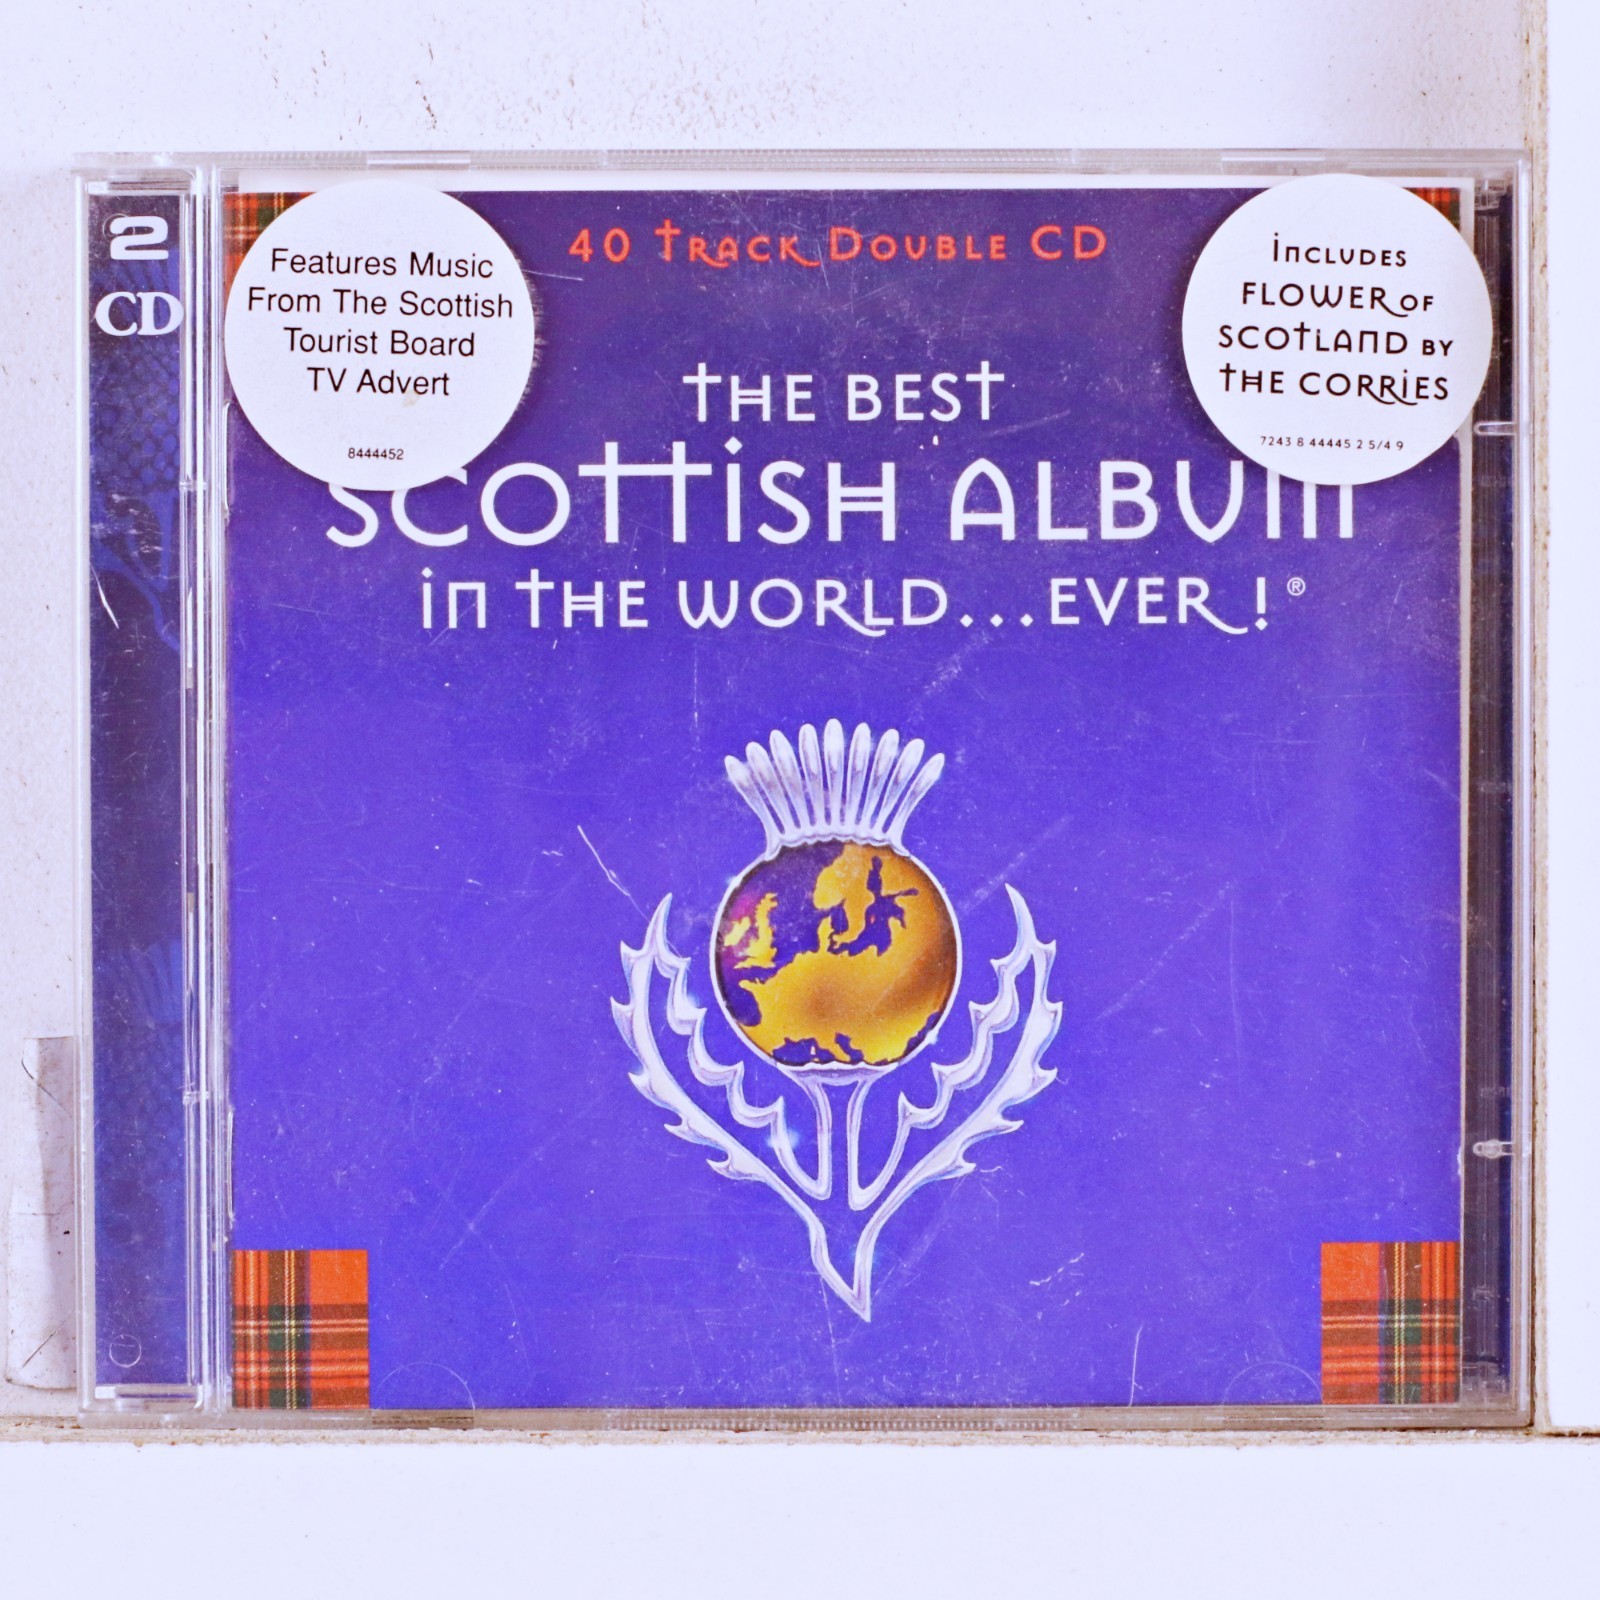 2
CD
Features Music
From The Scottish
Tourist Board
TV Advert
8444452
40 TRACK DOUBLE CD
iNCLUDES
FLOWER OF
SCOTLAND BY
THE CORRiES
7243 8 44445 2 5/4 9
THE BEST
SCOTTiSH ALBUM
iN THE WORLD...EVER!®